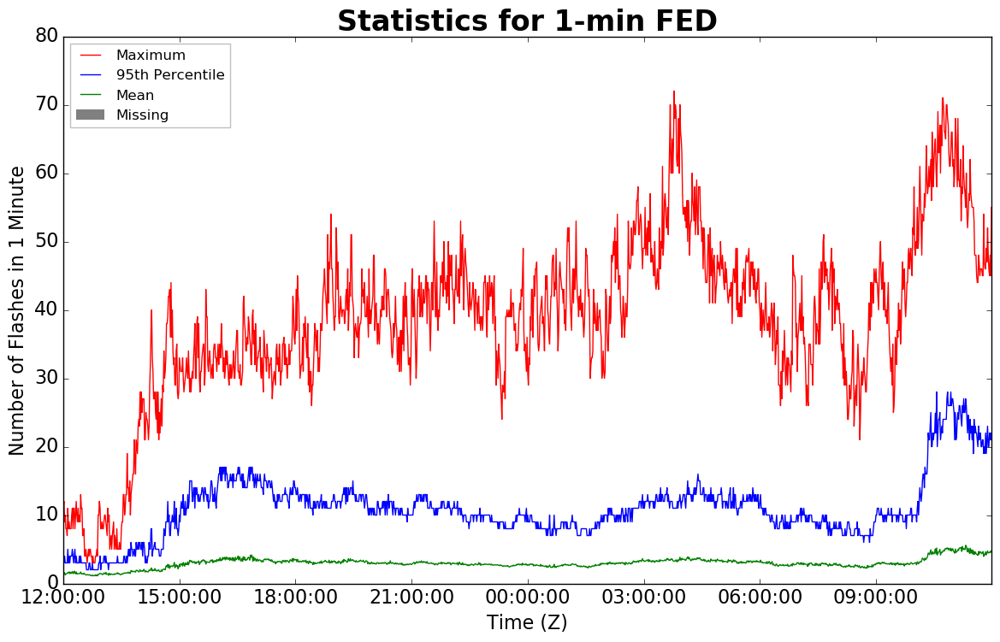 Statistics for 1-min FED
Maximum
95th Percentile
Mean
Missing
Number of Flashes in 1 Minute
80
70
60
50
40
30
20
10
0
12:00:00 15:00:00 18:00:00 21:00:00 00:00:00 03:00:00 06:00:00 09:00:00
Time (Z)